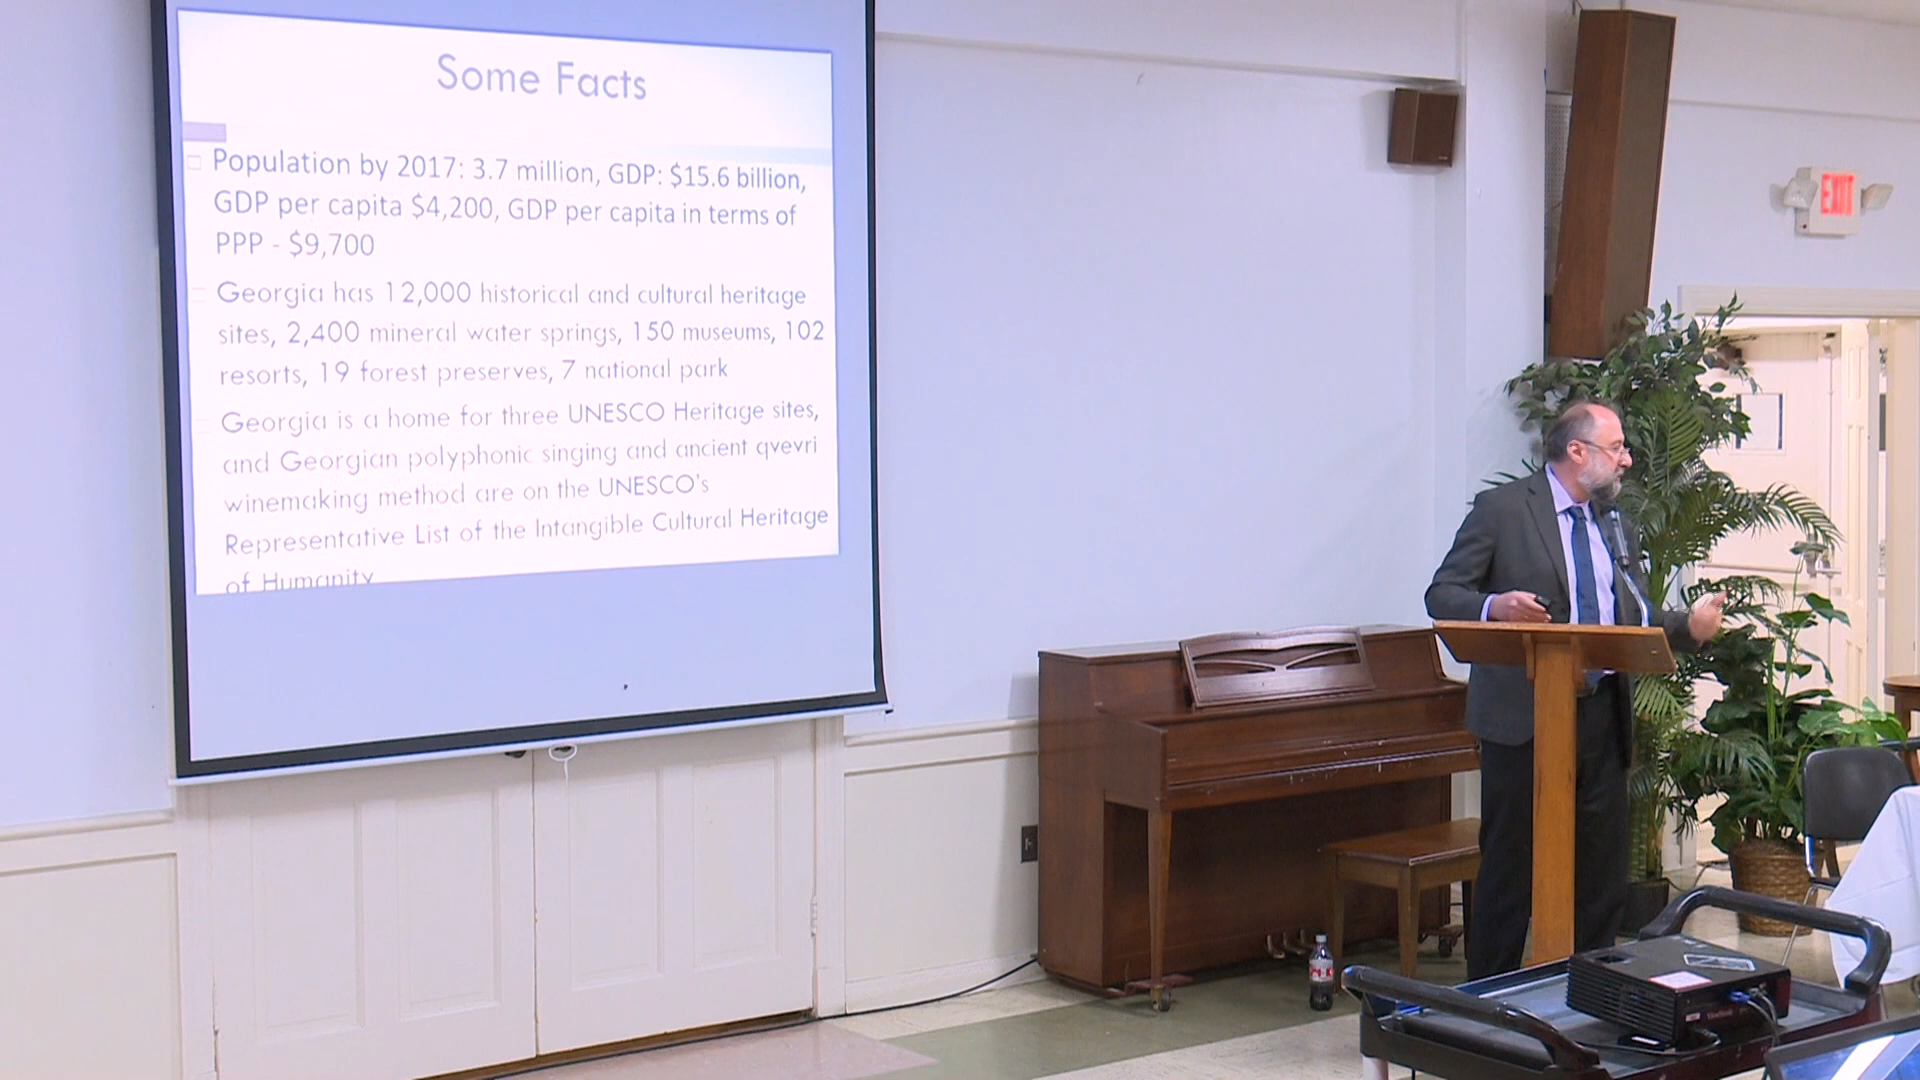 Some Facts
Population by 2017: 3.7 million, GDP: $15.6 billion,
GDP per capita $4,200, GDP per capita in terms of
PPP - $9,700
Georgia has 12,000 historical and cultural heritage
sites, 2,400 mineral water springs, 150 museums, 102
resorts, 19 forest preserves, 7 national park
Georgia is a home for three UNESCO Heritage sites,
and Georgian polyphonic singing and ancient qvevri
winemaking method are on the UNESCO's
Representative List of the Intangible Cultural Heritage
of Humanity
EXIT